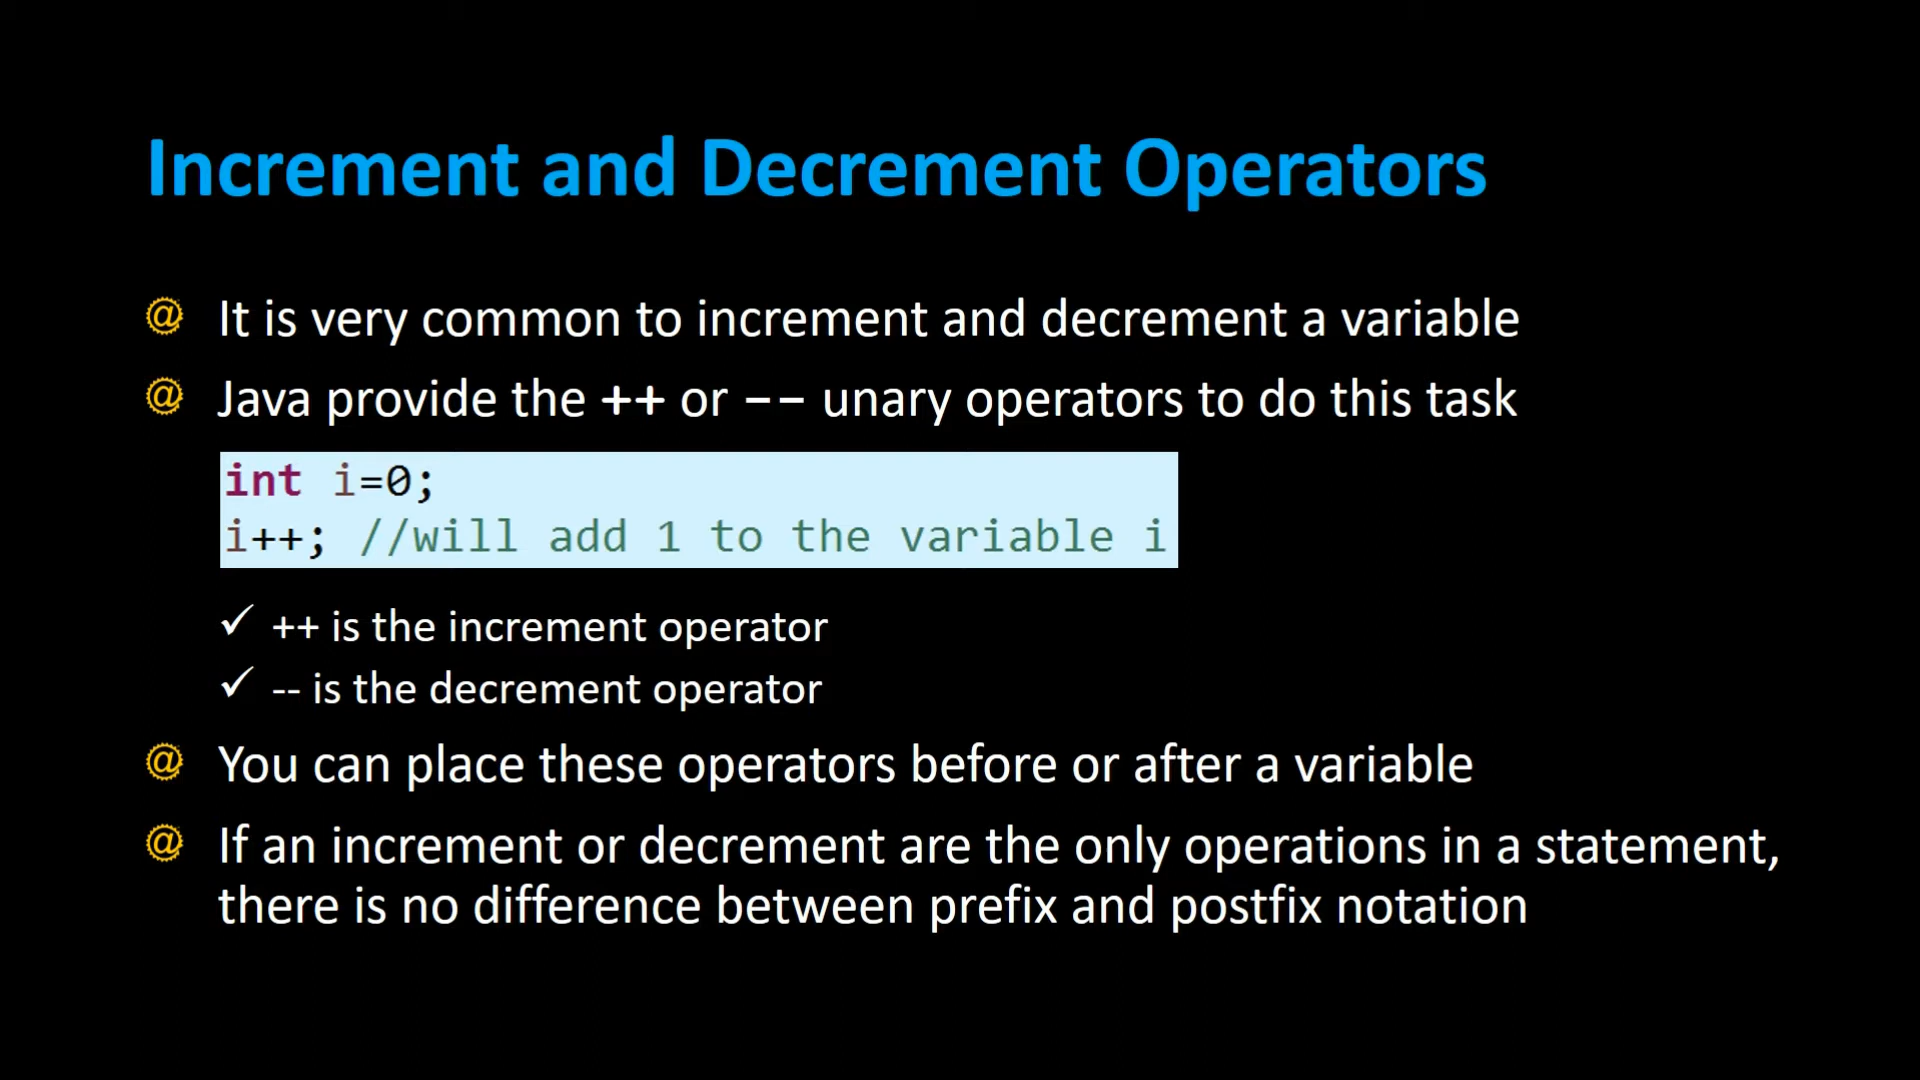 Increment and Decrement Operators
@ It is very common to increment and decrement a variable
@ Java provide the ++ or -- unary operators to do this task
int i=0;
i++; //will add 1 to the variable i
✓ ++ is the increment operator
✓ -- is the decrement operator
@ You can place these operators before or after a variable
@ If an increment or decrement are the only operations in a statement,
there is no difference between prefix and postfix notation